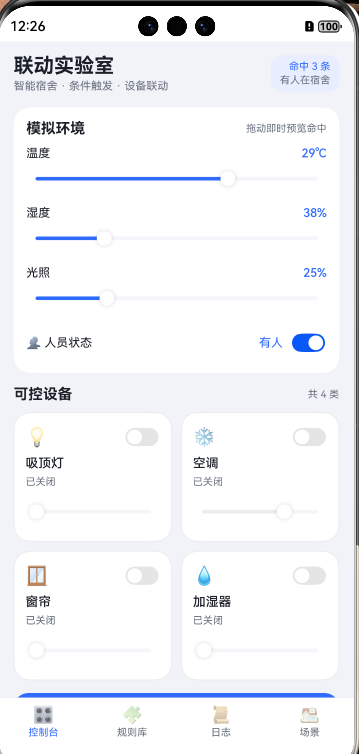 12:26
100
联动实验室
智能宿舍 · 条件触发 · 设备联动
命中 3 条
有人在宿舍
模拟环境
拖动即时预览命中
温度
29℃
湿度
38%
光照
25%
人员状态
有人
可控设备
共 4 类
吸顶灯
已关闭
空调
已关闭
窗帘
已关闭
加湿器
已关闭
控制台
规则库
日志
场景